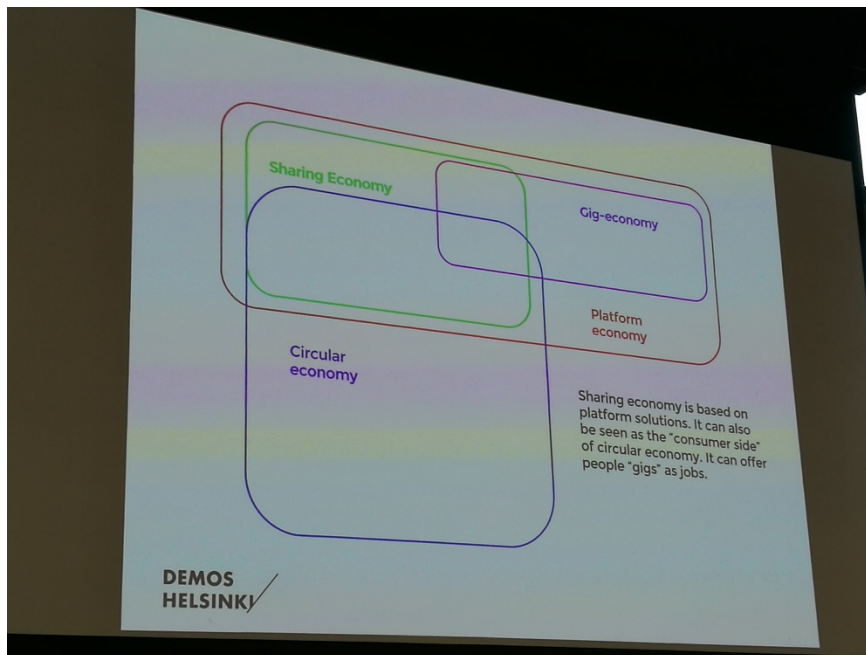 Sharing Economy
Gig-economy
Platform
economy
Circular
economy
Sharing economy is based on
platform solutions. It can also
be seen as the "consumer side"
of circular economy. It can offer
people "gigs" as jobs.
DEMOS
HELSINKI